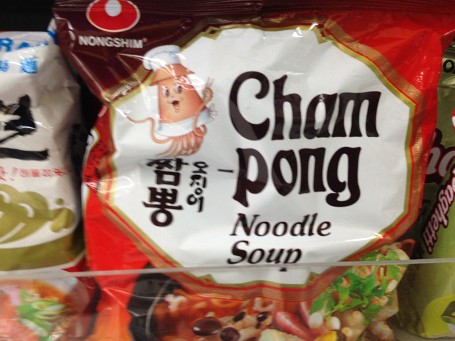 NONGSHIM
Cham
-pong
오징어
짬뽕
Noodle
Soup